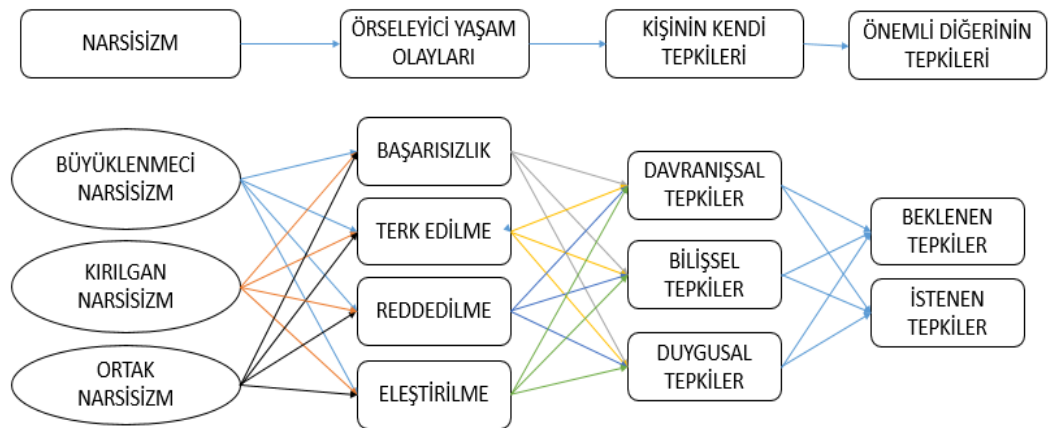 NARSİSİZM
ÖRSELEYİCİ YAŞAM
OLAYLARI
KİŞİNİN KENDİ
TEPKİLERİ
ÖNEMLİ DİĞERİNİN
TEPKİLERİ
BÜYÜKLENMECİ
NARSİSİZM
KIRILGAN
NARSİSİZM
ORTAK
NARSİSİZM
BAŞARISIZLIK
TERK EDİLME
REDDEDİLME
ELEŞTİRİLME
DAVRANIŞSAL
TEPKİLER
BİLİŞSEL
TEPKİLER
DUYGUSAL
TEPKİLER
BEKLENEN
TEPKİLER
İSTENEN
TEPKİLER